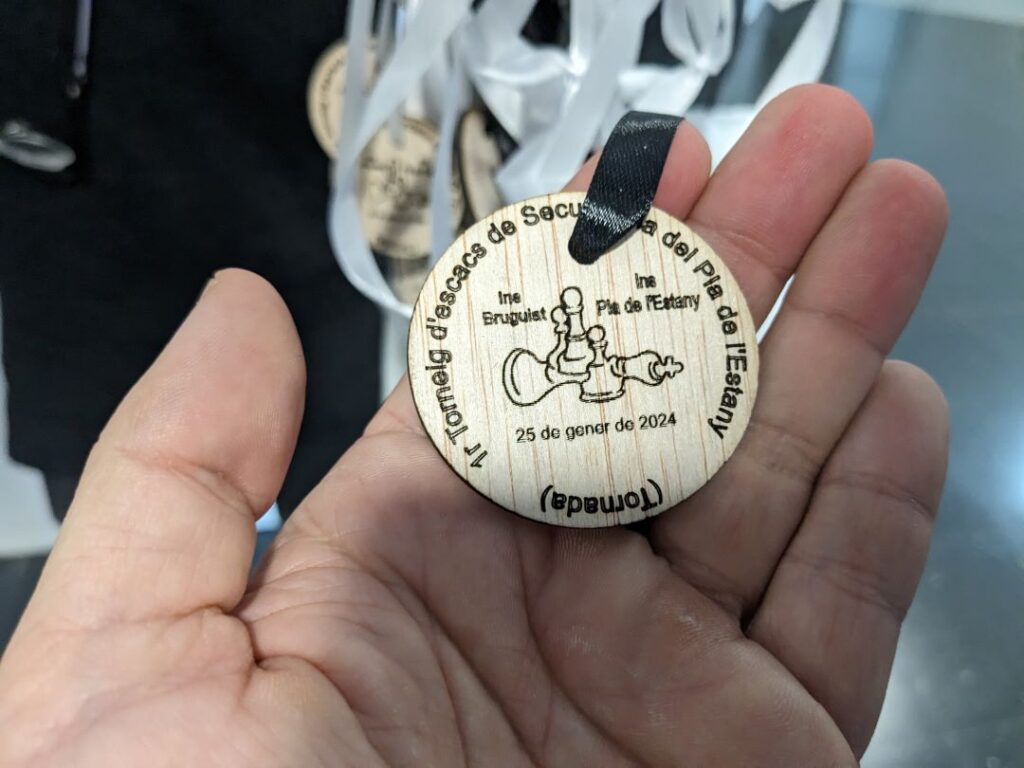 1r Torneig d'escacs de Secu a del Pla de l'Estany
Ins
Bruguist
Ins
Pla de l'Estany
25 de gener de 2024
(Tornada)